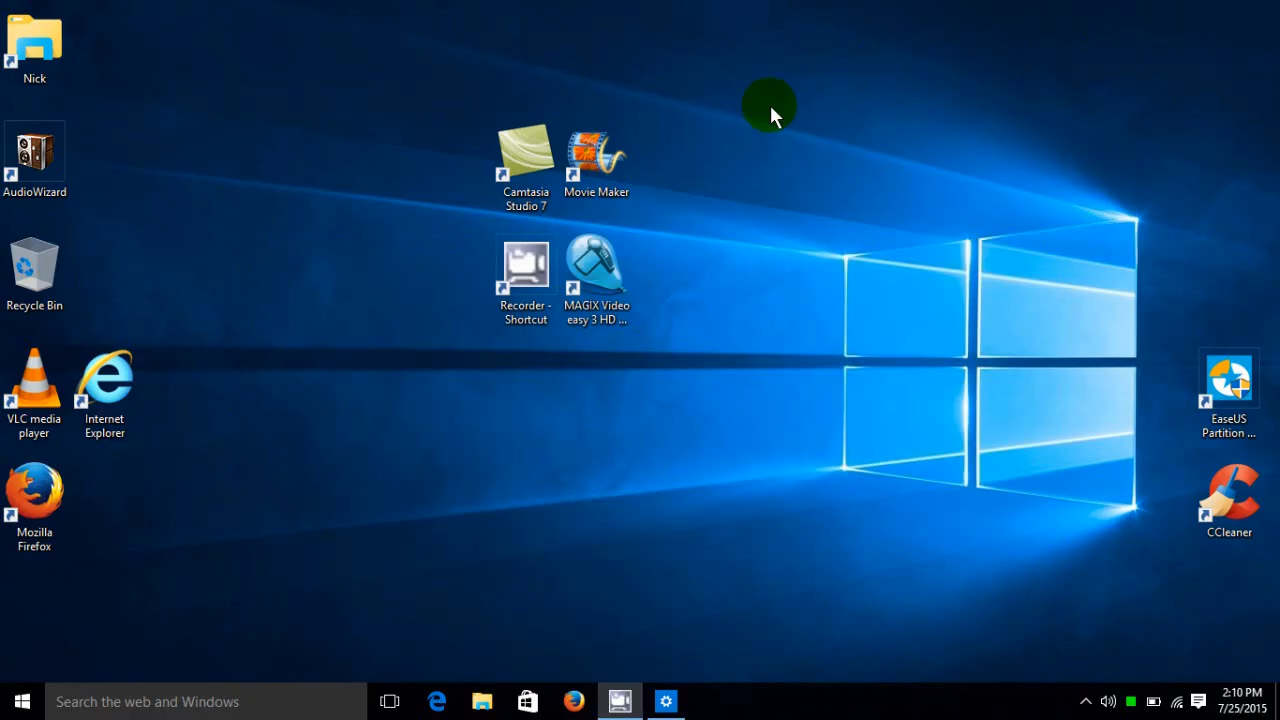 Nick
AudioWizard
Recycle Bin
VLC media
player
Internet
Explorer
Mozilla
Firefox
Camtasia
Studio 7
Movie Maker
Recorder -
Shortcut
MAGIX Video
easy 3 HD ...
EaseUS
Partition ...
CCleaner
Search the web and Windows
2:10 PM
7/25/2015